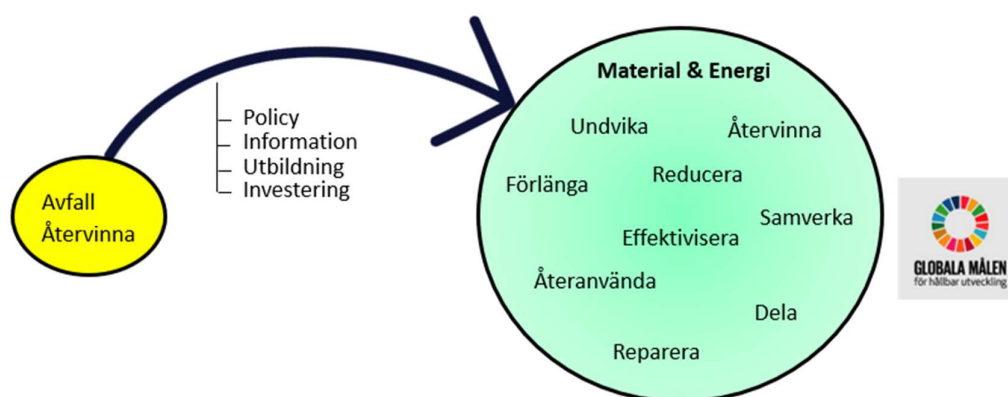 Avfall
Återvinna
Policy
Information
Utbildning
Investering
Material & Energi
Undvika
Återvinna
Reducera
Förlänga
Samverka
Effektivisera
Återanvända
Dela
Reparera
GLOBALA MÅLEN
för hållbar utveckling